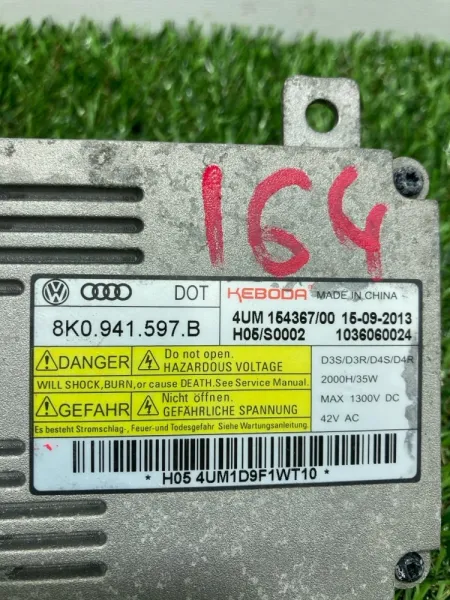 164
DOT KEBODA MADE IN CHINA
8K0.941.597.B
4UM 154367/00 15-09-2013
H05/S0002 1036060024
DANGER Do not open.
HAZARDOUS VOLTAGE
WILL SHOCK,BURN,or cause DEATH.See Service Manual.
GEFAHR Nicht öffnen.
GEFÄHRLICHE SPANNUNG
Es besteht Stromschlag-, Feuer-und Todesgefahr Siehe Wartungsanleitung.
D3S/D3R/D4S/D4R
2000H/35W
MAX 1300V DC
42V AC
* H05 4UM1D9F1WT10 *